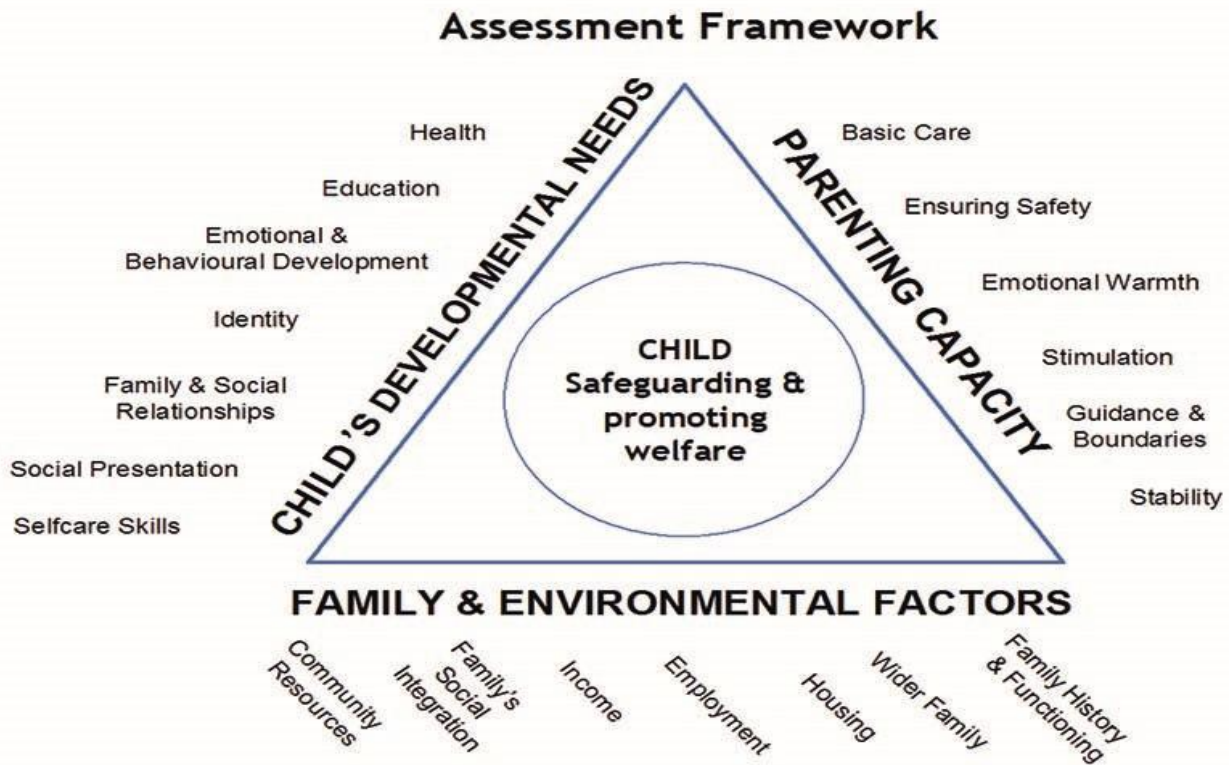 Assessment Framework
CHILD'S DEVELOPMENTAL NEEDS
Health
Education
Emotional &
Behavioural Development
Identity
Family & Social
Relationships
Social Presentation
Selfcare Skills
PARENTING CAPACITY
Basic Care
Ensuring Safety
Emotional Warmth
Stimulation
Guidance &
Boundaries
Stability
CHILD
Safeguarding &
promoting
welfare
FAMILY & ENVIRONMENTAL FACTORS
Community
Resources
Family's
Social
Integration
Income
Employment
Housing
Wider Family
Family History
& Functioning